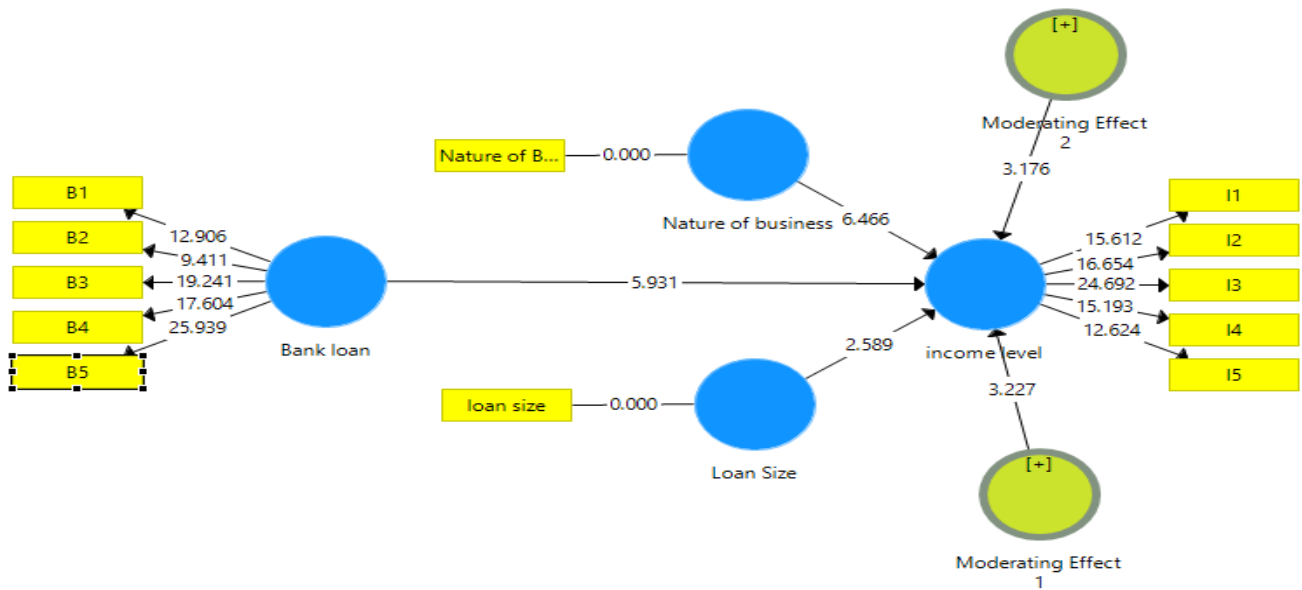 [+]
Moderating Effect
2
3.176
Nature of B...
0.000
Nature of business
6.466
B1
B2
B3
B4
B5
12.906
9.411
19.241
17.604
25.939
Bank loan
5.931
I1
I2
I3
I4
I5
15.612
16.654
24.692
15.193
12.624
income level
2.589
loan size
0.000
Loan Size
3.227
[+]
Moderating Effect
1